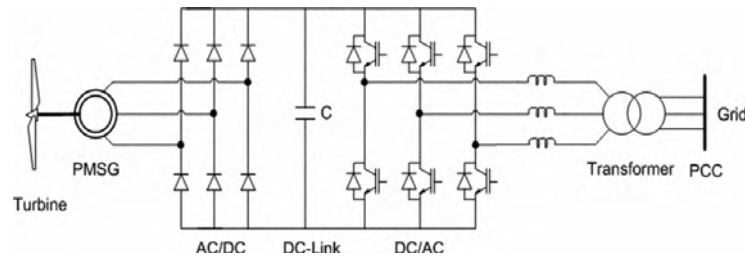 C
Grid
PMSG
Transformer
PCC
Turbine
AC/DC
DC-Link
DC/AC